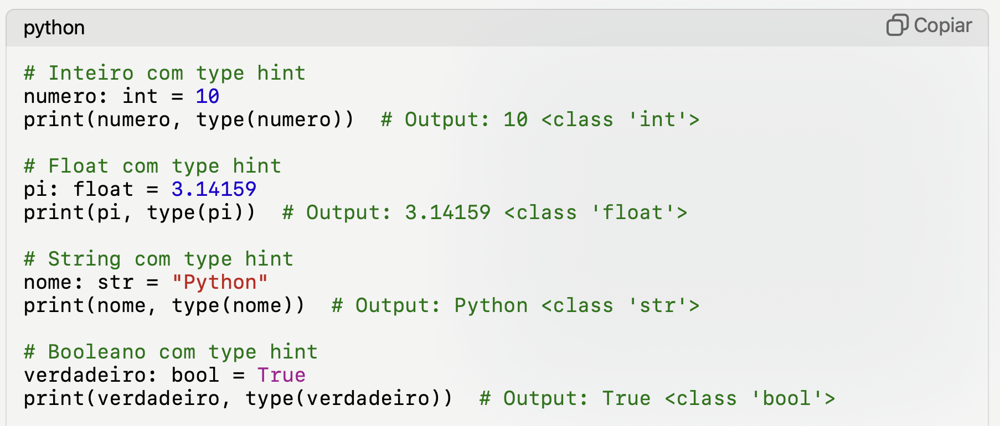 python
Copiar
# Inteiro com type hint
numero: int = 10
print(numero, type(numero))  # Output: 10 <class 'int'>
# Float com type hint
pi: float = 3.14159
print(pi, type(pi))  # Output: 3.14159 <class 'float'>
# String com type hint
nome: str = "Python"
print(nome, type(nome))  # Output: Python <class 'str'>
# Booleano com type hint
verdadeiro: bool = True
print(verdadeiro, type(verdadeiro))  # Output: True <class 'bool'>